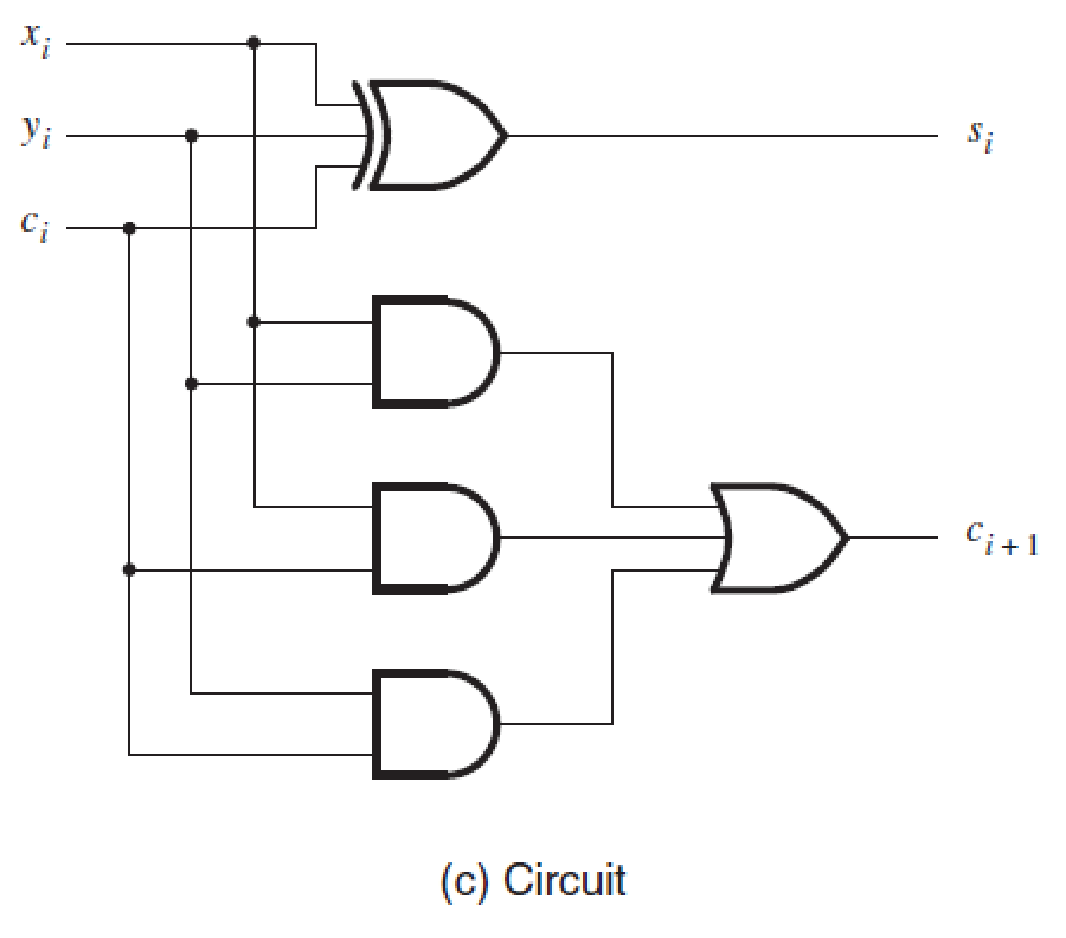 x_i
y_i
s_i
c_i
c_{i + 1}
(c) Circuit